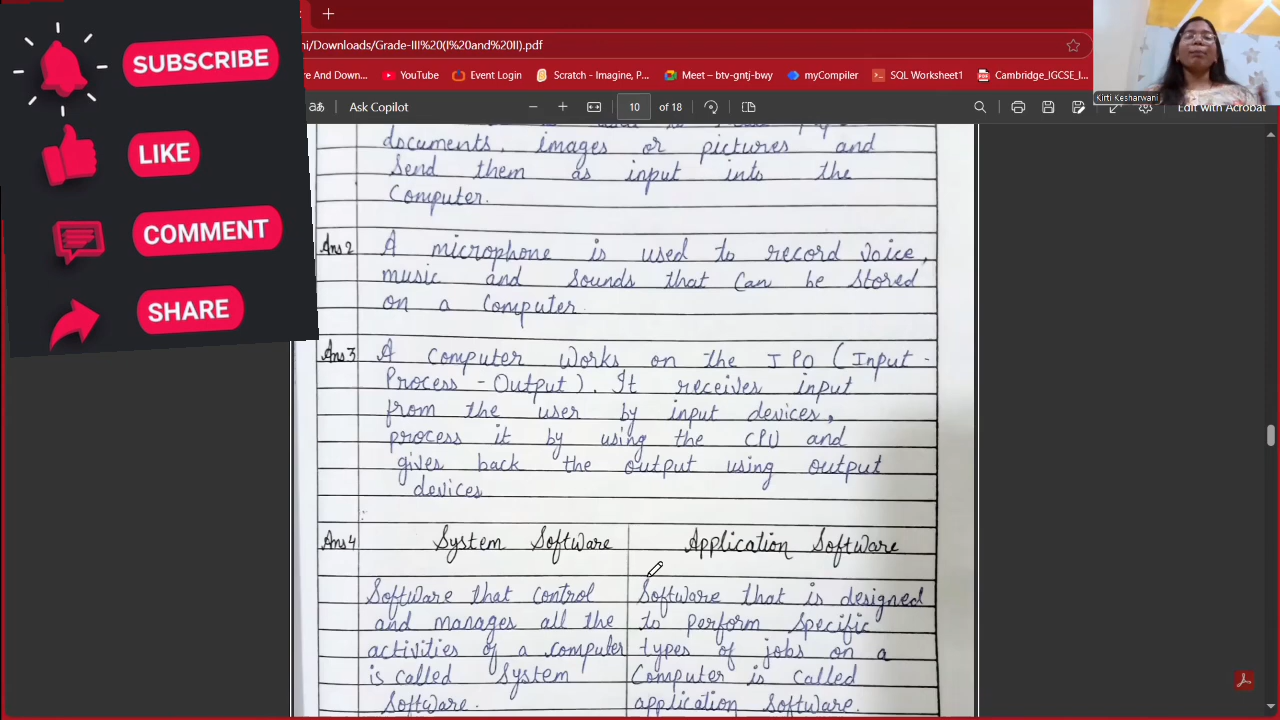 SUBSCRIBE
LIKE
COMMENT
SHARE
ni/Downloads/Grade-III%20(I%20and%20II).pdf
re And Down...
YouTube
Event Login
Scratch - Imagine, P...
Meet – btv-gntj-bwy
myCompiler
SQL Worksheet1
Cambridge_IGCSE_I...
Kirti Kesharwani
Ask Copilot
10 of 18
Edit with Acrobat
documents, images or pictures and
Send them as input into the
Computer.
Ans2 A microphone is used to record voice,
music and sounds that can be stored
on a Computer.
Ans3 A computer works on the IPO (Input -
Process - Output). It receives input
from the user by input devices,
process it by using the CPU and
gives back the output using output
devices
Ans4 System Software Application Software
Software that control
and manages all the
activities of a computer
is called System
Software.
Software that is designed
to perform specific
types of jobs on a
Computer is called
application Software.